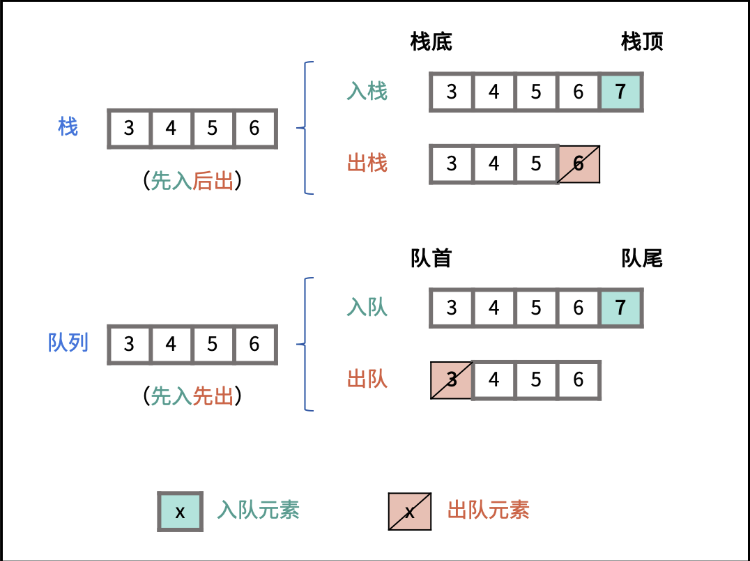 栈底 栈顶
入栈 3 4 5 6 7
栈 3 4 5 6
出栈 3 4 5 6
(先入后出)
队首 队尾
入队 3 4 5 6 7
队列 3 4 5 6
出队 3 4 5 6
(先入先出)
x 入队元素 x 出队元素